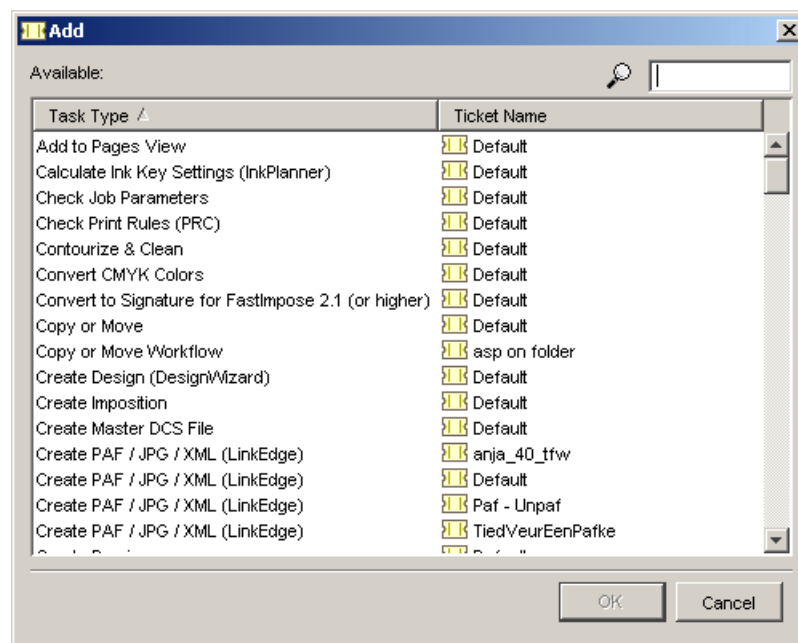 Add
Available:
Task Type Ticket Name
Add to Pages View Default
Calculate Ink Key Settings (InkPlanner) Default
Check Job Parameters Default
Check Print Rules (PRC) Default
Contourize & Clean Default
Convert CMYK Colors Default
Convert to Signature for FastImpose 2.1 (or higher) Default
Copy or Move Default
Copy or Move Workflow asp on folder
Create Design (DesignWizard) Default
Create Imposition Default
Create Master DCS File Default
Create PAF / JPG / XML (LinkEdge) anja_40_tfw
Create PAF / JPG / XML (LinkEdge) Default
Create PAF / JPG / XML (LinkEdge) Paf - Unpaf
Create PAF / JPG / XML (LinkEdge) TiedVeurEenPafke
OK Cancel